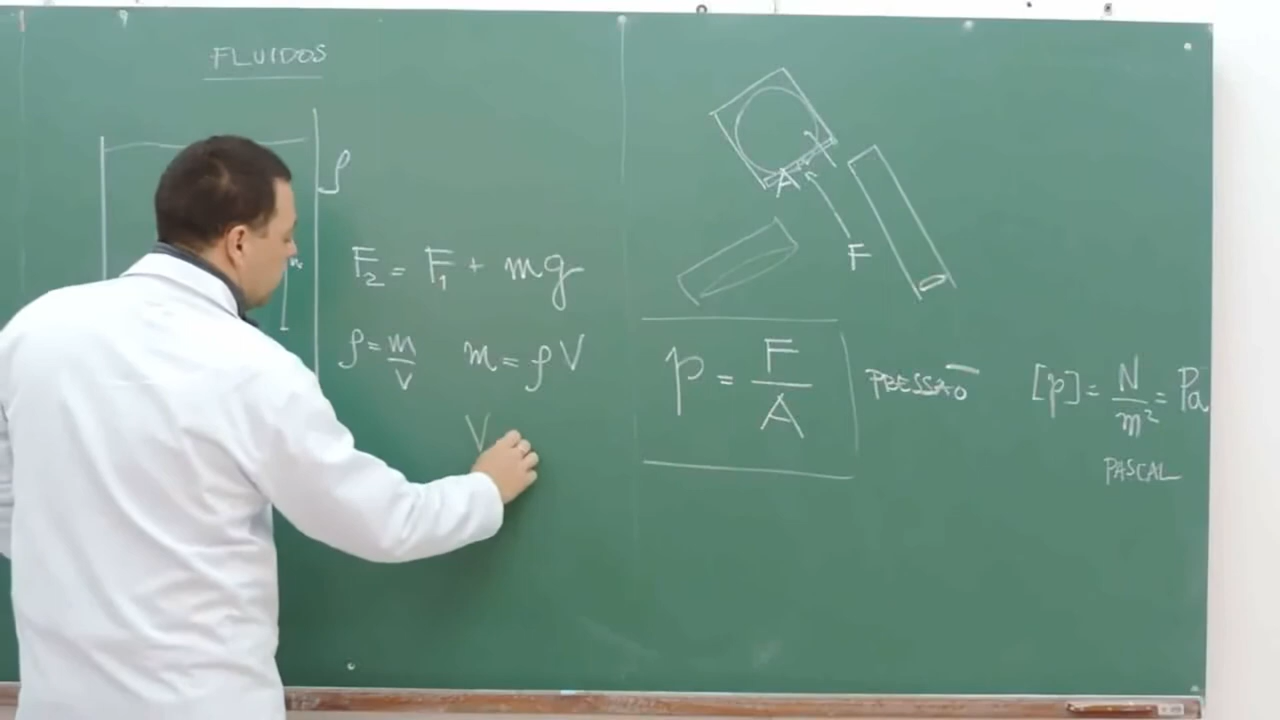 FLUIDOS
ρ
F₂ = F₁ + mg
ρ = m/V   m = ρV
V
A
F
p = F/A
PRESSÃO
[p] = N/m² = Pa
PASCAL